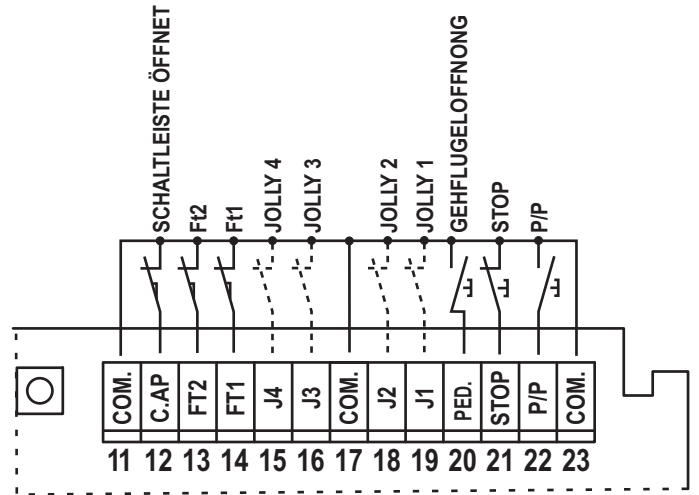 SCHALTLEISTE ÖFFNET
Ft2
Ft1
JOLLY 4
JOLLY 3
JOLLY 2
JOLLY 1
GEHFLUGELOFFNONG
STOP
P/P
COM.
C.AP
FT2
FT1
J4
J3
COM.
J2
J1
PED.
STOP
P/P
COM.
11 12 13 14 15 16 17 18 19 20 21 22 23